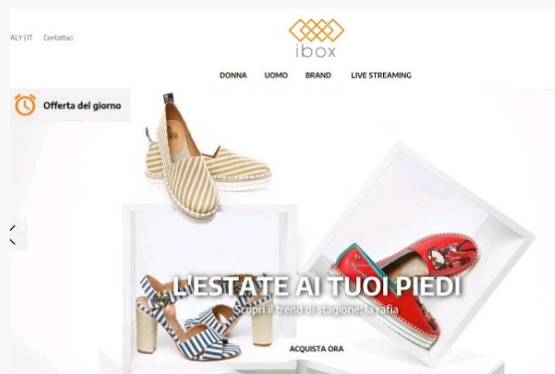 ALY | IT Contattaci
ibox
DONNA UOMO BRAND LIVE STREAMING
Offerta del giorno
L'ESTATE AI TUOI PIEDI
Scopri il trend di stagione: la rafia
ACQUISTA ORA